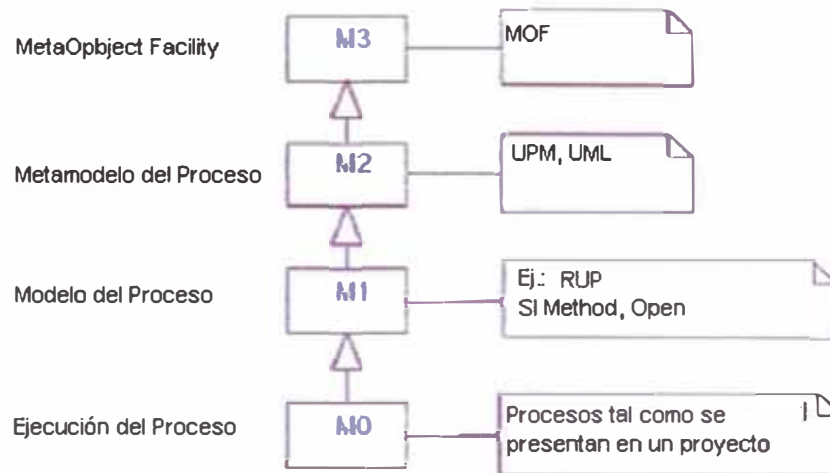 MetaOpbject Facility
M3
MOF
Metamodelo del Proceso
M2
UPM, UML
Modelo del Proceso
M1
Ej.: RUP
SI Method, Open
Ejecución del Proceso
M0
Procesos tal como se
presentan en un proyecto